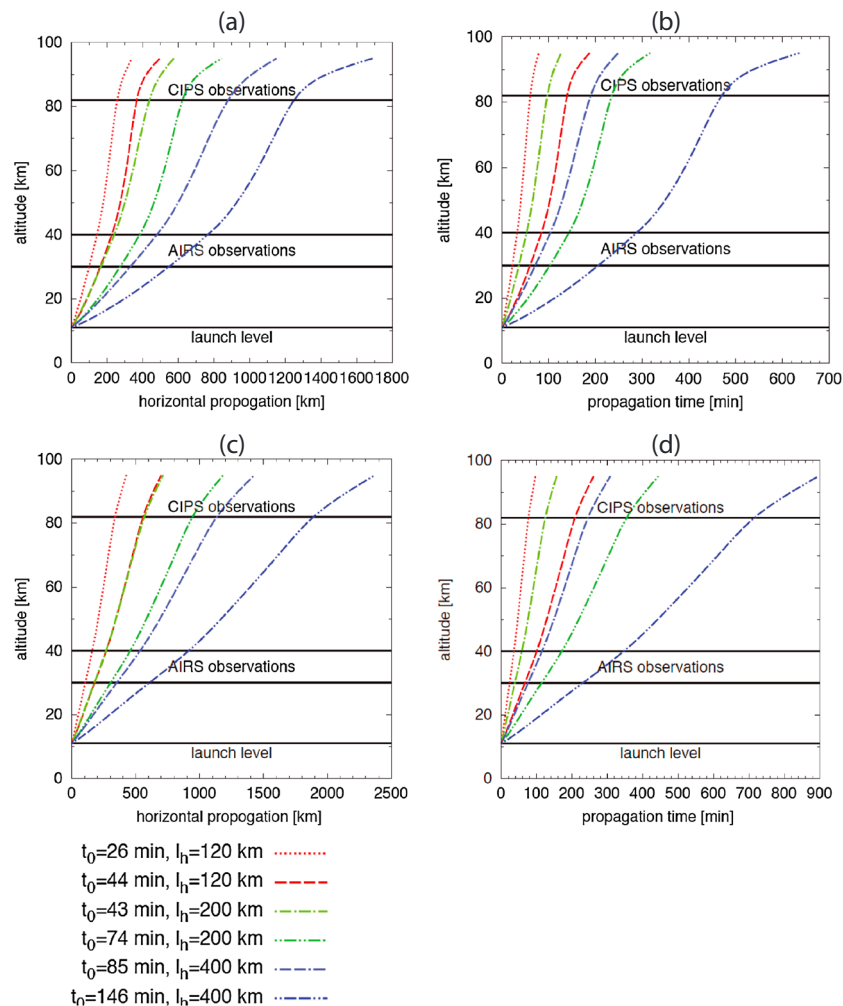 (a)
100
80
60
40
20
0
altitude [km]
CIPS observations
AIRS observations
launch level
0 200 400 600 800 1000 1200 1400 1600 1800
horizontal propogation [km]
(b)
100
80
60
40
20
0
altitude [km]
CIPS observations
AIRS observations
launch level
0 100 200 300 400 500 600 700
propagation time [min]
(c)
100
80
60
40
20
0
altitude [km]
CIPS observations
AIRS observations
launch level
0 500 1000 1500 2000 2500
horizontal propogation [km]
(d)
100
80
60
40
20
0
altitude [km]
CIPS observations
AIRS observations
launch level
0 100 200 300 400 500 600 700 800 900
propagation time [min]
t₀=26 min, lₕ=120 km
t₀=44 min, lₕ=120 km
t₀=43 min, lₕ=200 km
t₀=74 min, lₕ=200 km
t₀=85 min, lₕ=400 km
t₀=146 min, lₕ=400 km